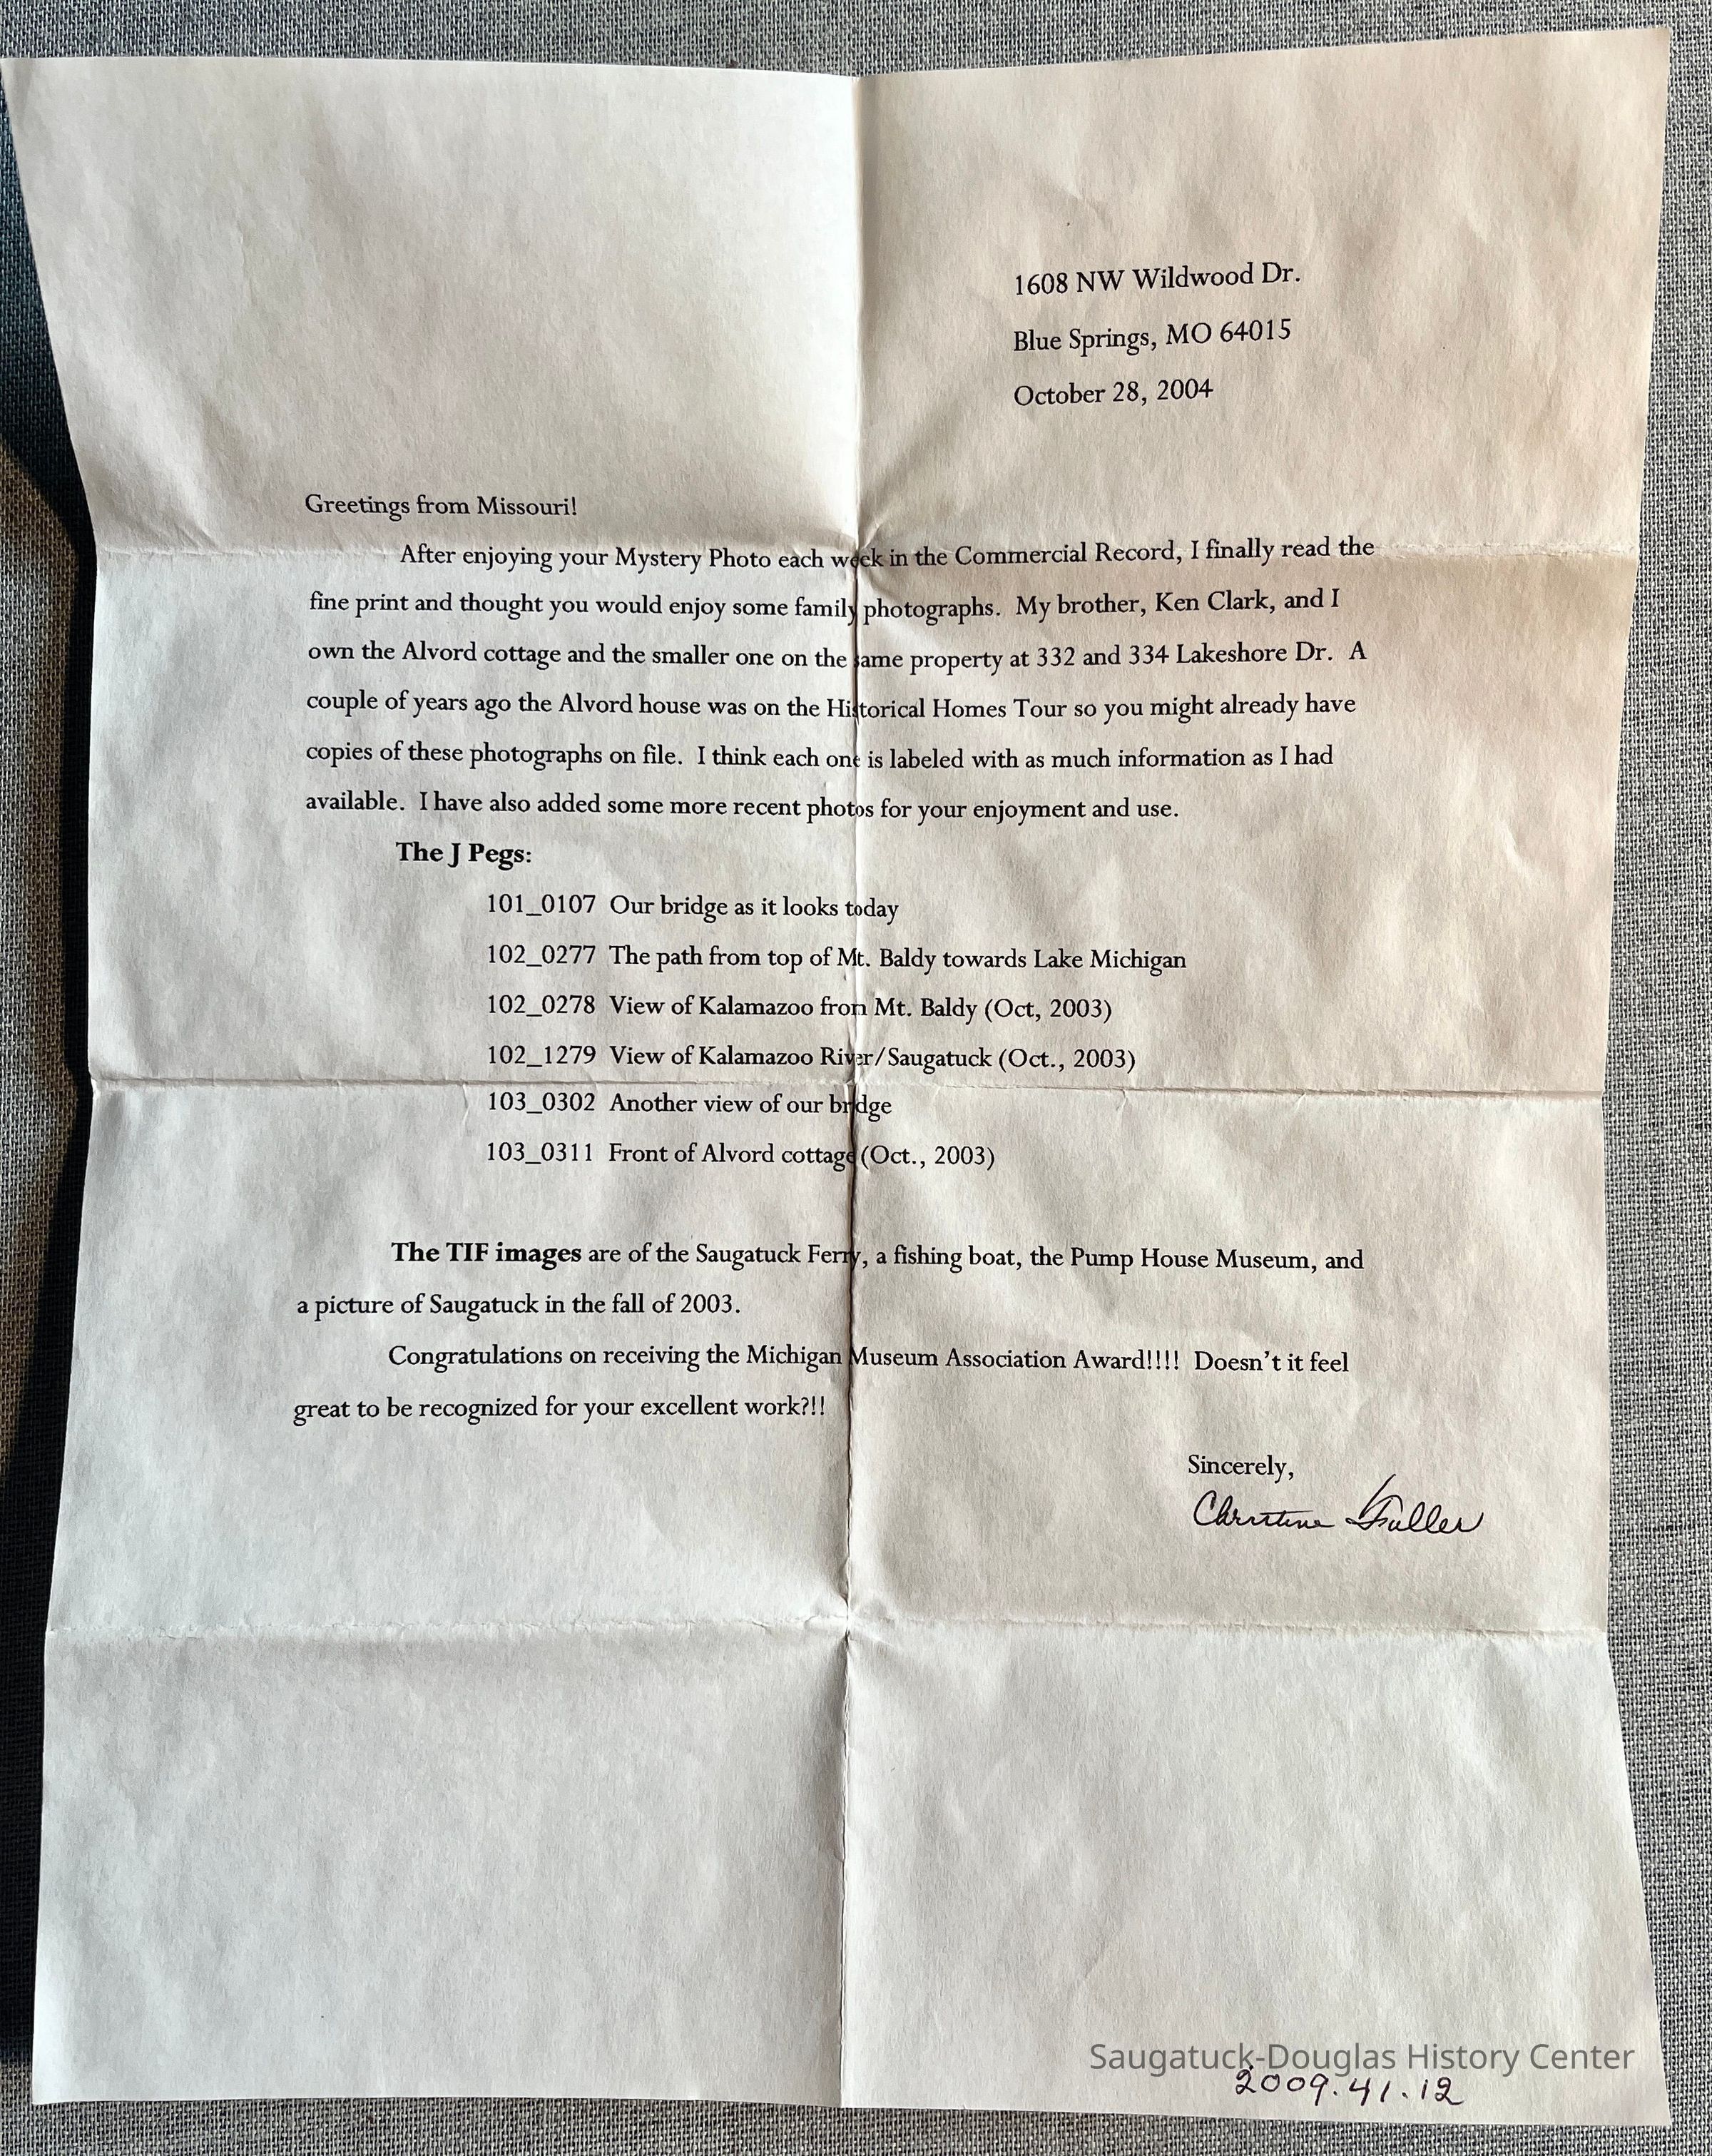 1608 NW Wildwood Dr.
Blue Springs, MO 64015
October 28, 2004
Greetings from Missouri!
After enjoying your Mystery Photo each week in the Commercial Record, I finally read the
fine print and thought you would enjoy some family photographs. My brother, Ken Clark, and I
own the Alvord cottage and the smaller one on the same property at 332 and 334 Lakeshore Dr. A
couple of years ago the Alvord house was on the Historical Homes Tour so you might already have
copies of these photographs on file. I think each one is labeled with as much information as I had
available. I have also added some more recent photos for your enjoyment and use.
The J Pegs:
101_0107 Our bridge as it looks today
102_0277 The path from top of Mt. Baldy towards Lake Michigan
102_0278 View of Kalamazoo from Mt. Baldy (Oct, 2003)
102_1279 View of Kalamazoo River/Saugatuck (Oct., 2003)
103_0302 Another view of our bridge
103_0311 Front of Alvord cottage (Oct., 2003)
The TIF images are of the Saugatuck Ferry, a fishing boat, the Pump House Museum, and
a picture of Saugatuck in the fall of 2003.
Congratulations on receiving the Michigan Museum Association Award!!!! Doesn't it feel
great to be recognized for your excellent work?!!
Sincerely,
Christine Fuller
Saugatuck-Douglas History Center
2009.41.12